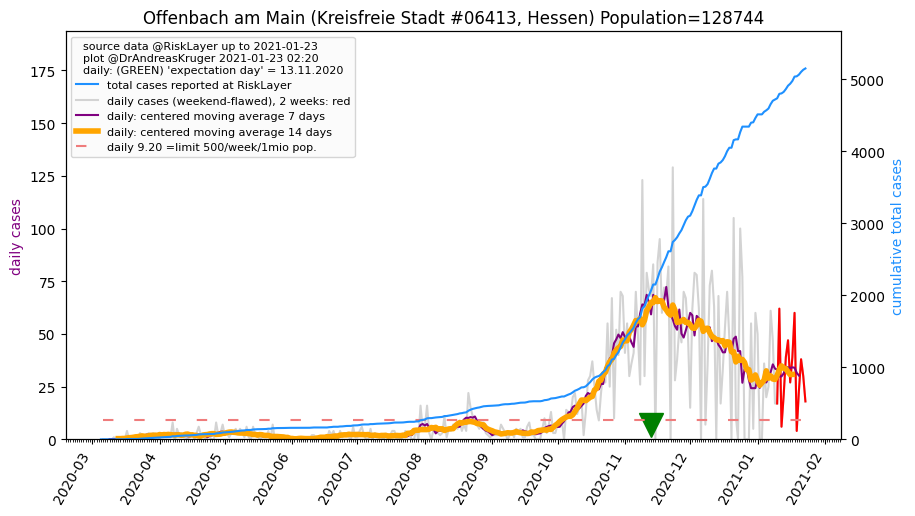 Offenbach am Main (Kreisfreie Stadt #06413, Hessen) Population=128744
source data @RiskLayer up to 2021-01-23
plot @DrAndreasKruger 2021-01-23 02:20
daily: (GREEN) 'expectation day' = 13.11.2020
total cases reported at RiskLayer
daily cases (weekend-flawed), 2 weeks: red
daily: centered moving average 7 days
daily: centered moving average 14 days
daily 9.20 =limit 500/week/1mio pop.
daily cases
175
150
125
100
75
50
25
0
cumulative total cases
5000
4000
3000
2000
1000
0
2020-03
2020-04
2020-05
2020-06
2020-07
2020-08
2020-09
2020-10
2020-11
2020-12
2021-01
2021-02